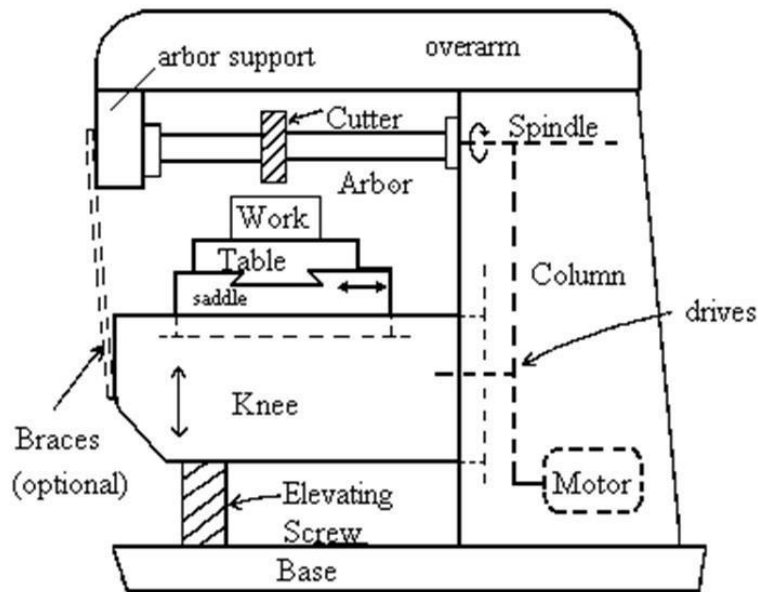 overarm
arbor support
Cutter
Spindle
Arbor
Work
Table
Column
saddle
drives
Knee
Braces
(optional)
Motor
Elevating
Screw
Base